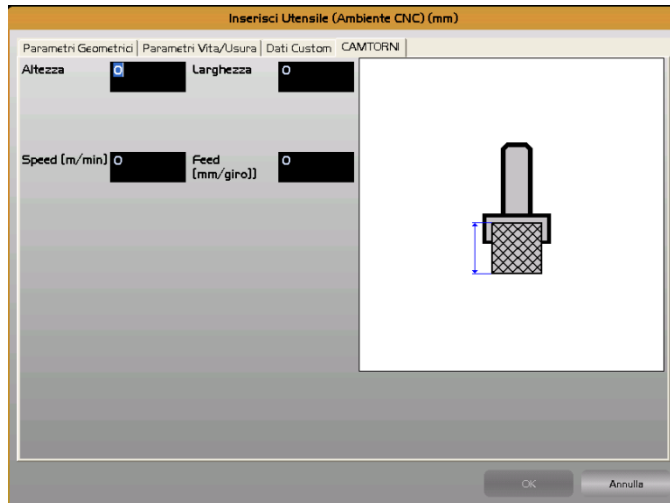 Inserisci Utensile (Ambiente CNC) (mm)
Parametri Geometrici Parametri Vita/Usura Dati Custom CAMTORNI
Altezza 0 Larghezza 0
Speed [m/min] 0 Feed 0
[mm/giro]]
OK Annulla